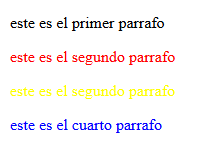 este es el primer parrafo
este es el segundo parrafo
este es el segundo parrafo
este es el cuarto parrafo